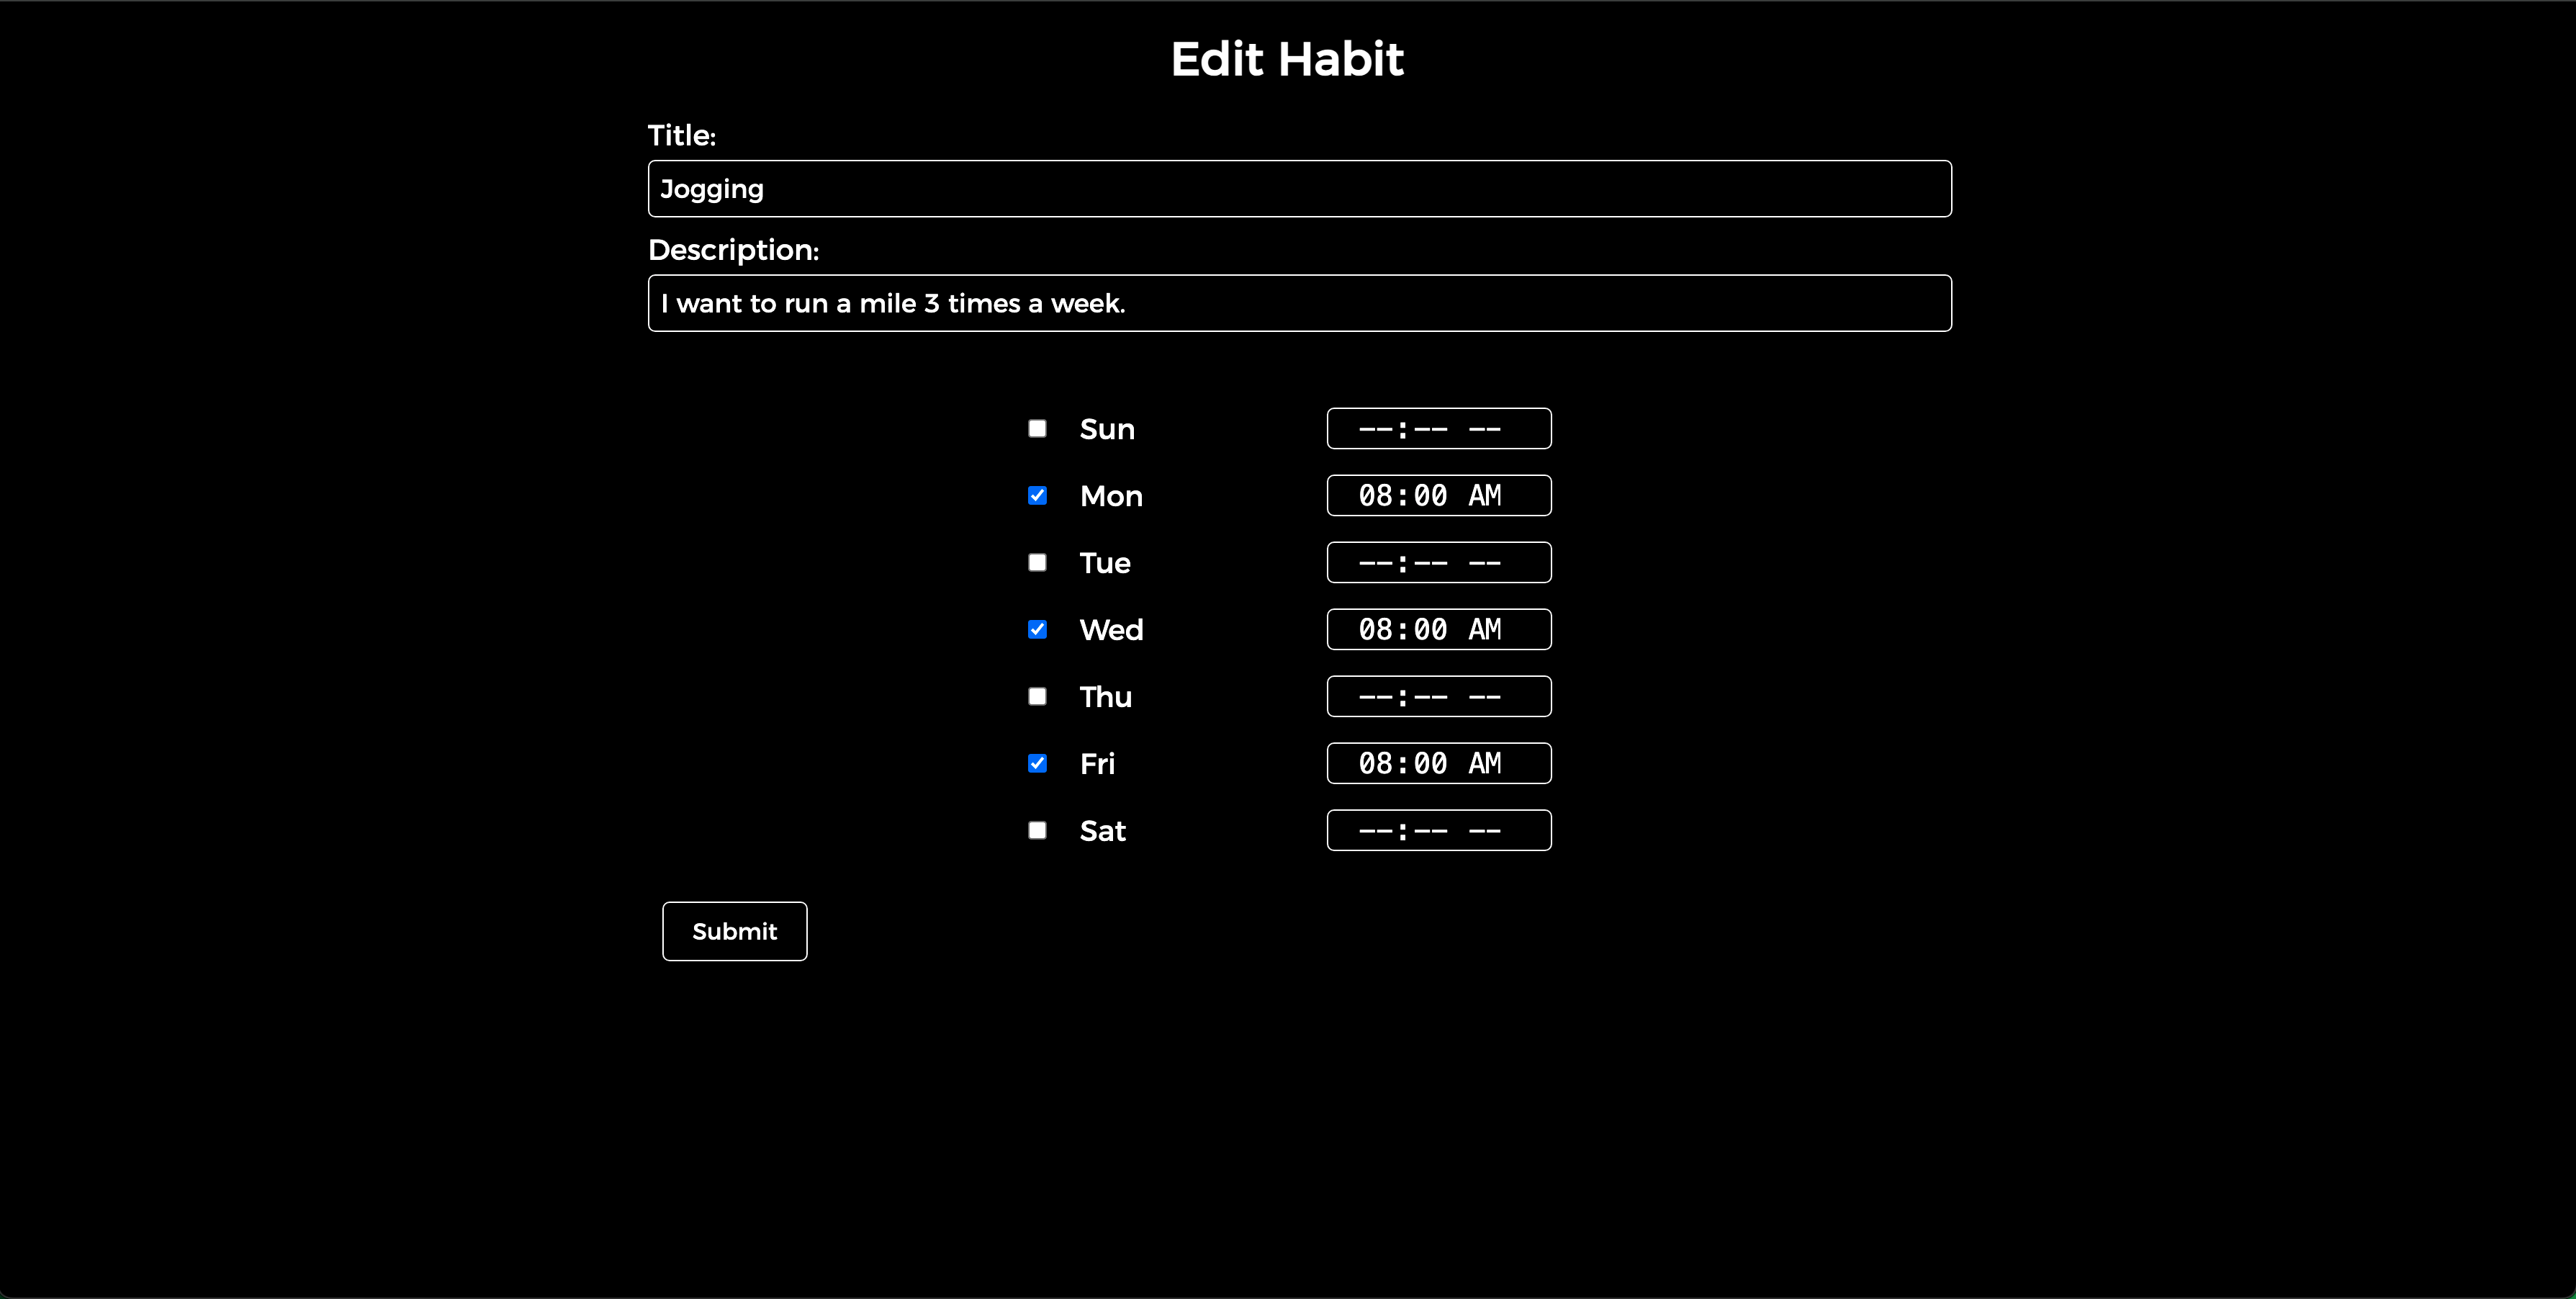 Edit Habit
Title:
Jogging
Description:
I want to run a mile 3 times a week.
Sun --:-- --
Mon 08:00 AM
Tue --:-- --
Wed 08:00 AM
Thu --:-- --
Fri 08:00 AM
Sat --:-- --
Submit